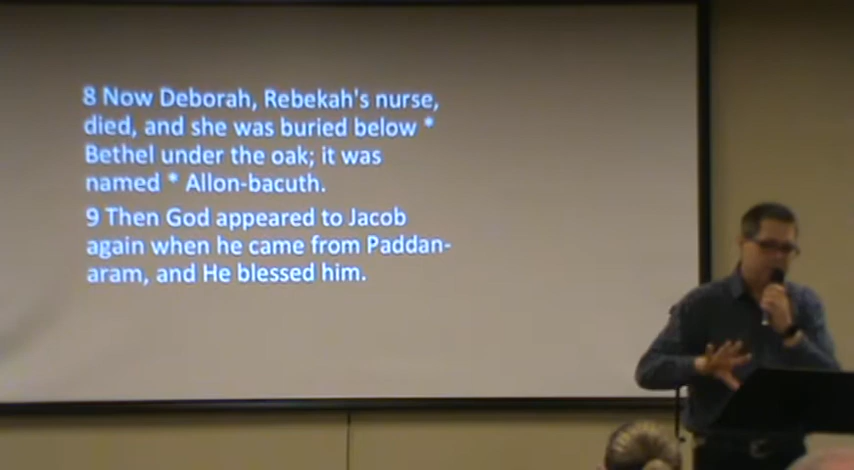 8 Now Deborah, Rebekah's nurse,
died, and she was buried below *
Bethel under the oak; it was
named * Allon-bacuth.
9 Then God appeared to Jacob
again when he came from Paddan-
aram, and He blessed him.